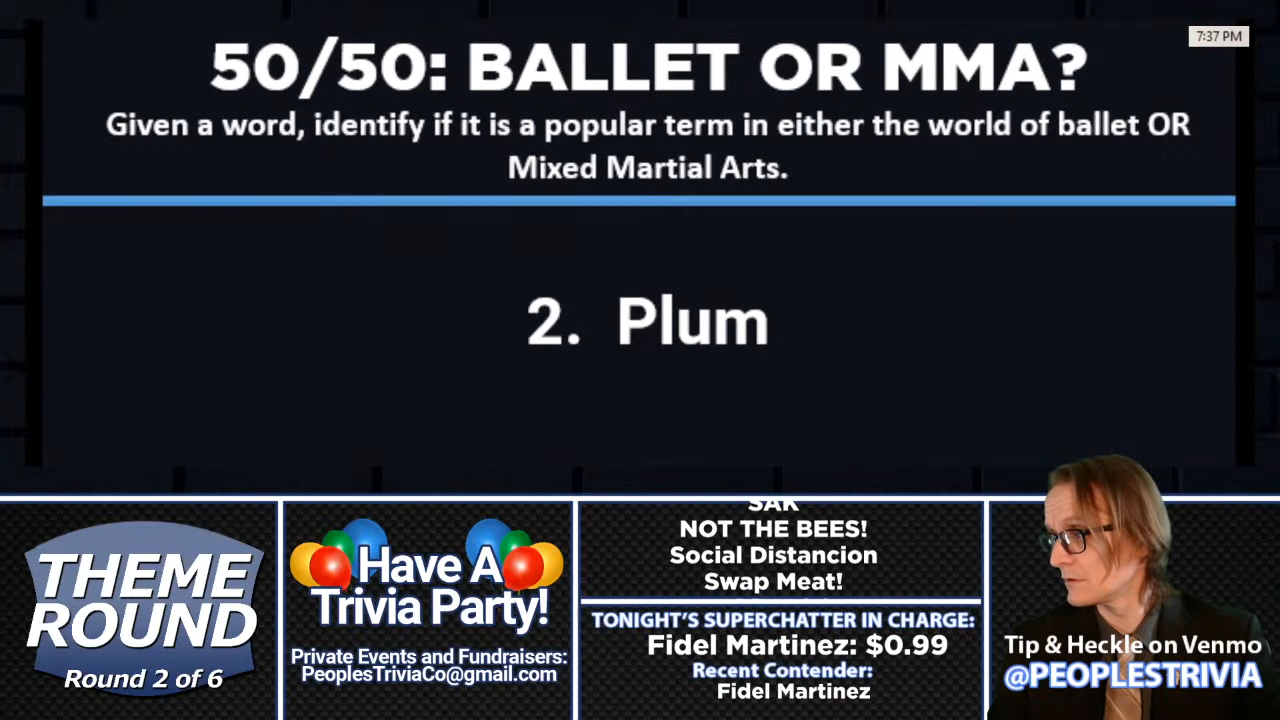 7:37 PM
50/50: BALLET OR MMA?
Given a word, identify if it is a popular term in either the world of ballet OR
Mixed Martial Arts.
2. Plum
THEME
ROUND
Round 2 of 6
Have A
Trivia Party!
Private Events and Fundraisers:
PeoplesTriviaCo@gmail.com
SAK
NOT THE BEES!
Social Distancion
Swap Meat!
TONIGHT'S SUPERCHATTER IN CHARGE:
Fidel Martinez: $0.99
Recent Contender:
Fidel Martinez
Tip & Heckle on Venmo
@PEOPLESTRIVIA